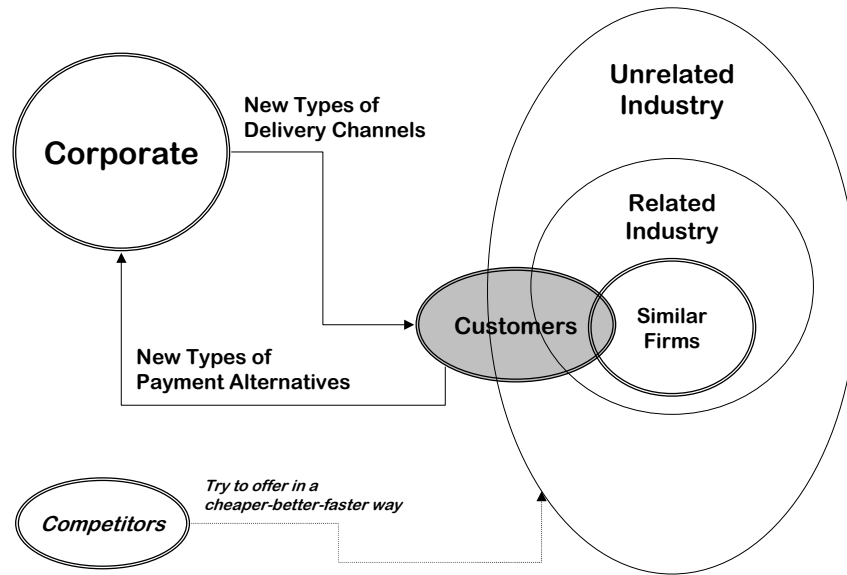 Corporate
New Types of
Delivery Channels
Unrelated
Industry
Related
Industry
Customers
Similar
Firms
New Types of
Payment Alternatives
Competitors
Try to offer in a
cheaper-better-faster way